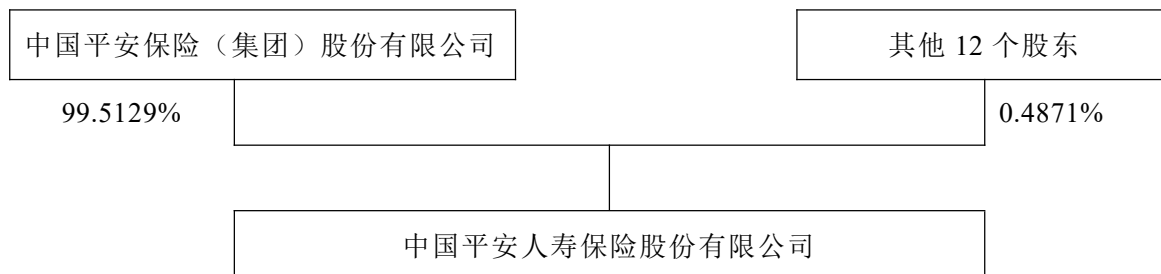 中国平安保险（集团）股份有限公司
其他 12 个股东
99.5129%
0.4871%
中国平安人寿保险股份有限公司